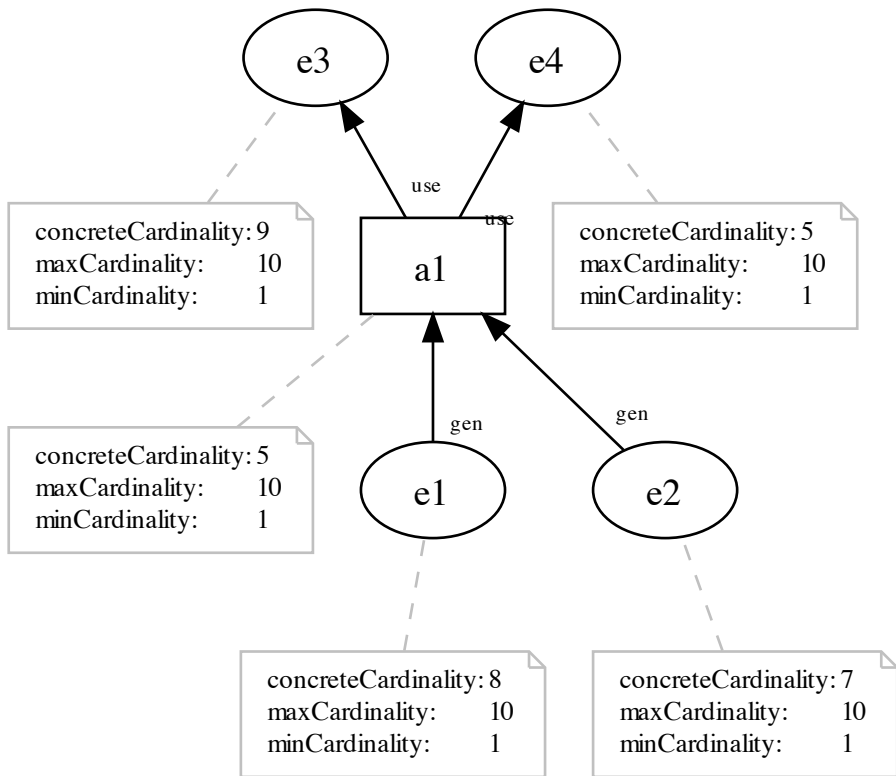 e3
e4
use
use
concreteCardinality: 9
maxCardinality: 10
minCardinality: 1
a1
concreteCardinality: 5
maxCardinality: 10
minCardinality: 1
gen
gen
concreteCardinality: 5
maxCardinality: 10
minCardinality: 1
e1
e2
concreteCardinality: 8
maxCardinality: 10
minCardinality: 1
concreteCardinality: 7
maxCardinality: 10
minCardinality: 1